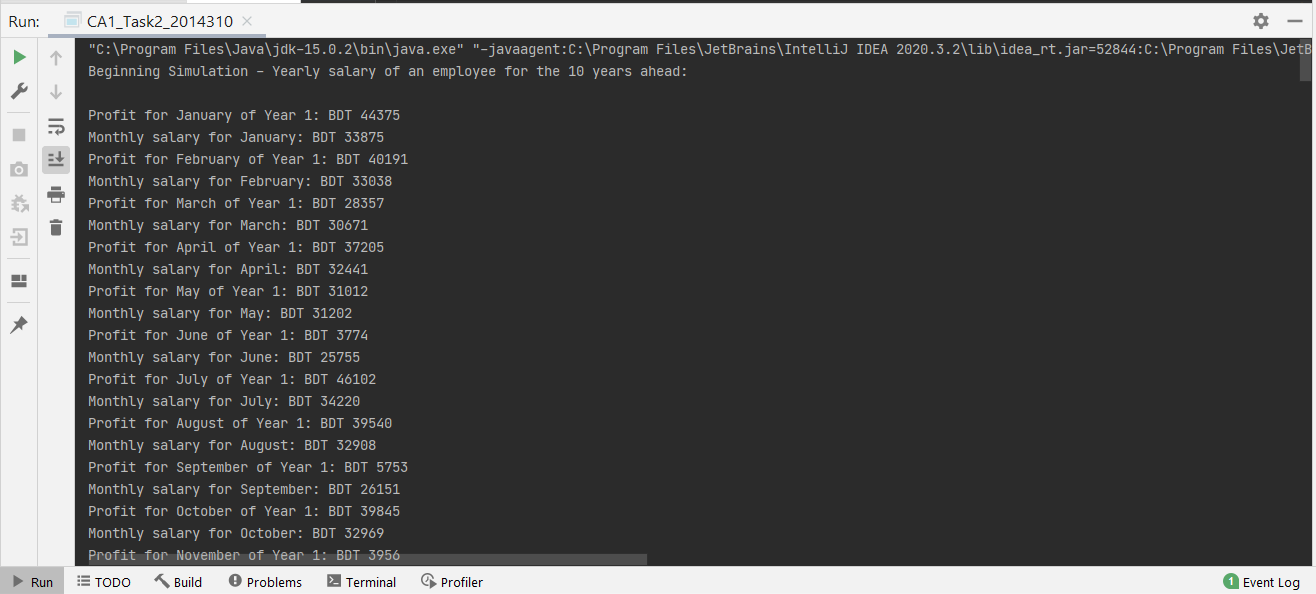 Run: CA1_Task2_2014310
"C:\Program Files\Java\jdk-15.0.2\bin\java.exe" "-javaagent:C:\Program Files\JetBrains\IntelliJ IDEA 2020.3.2\lib\idea_rt.jar=52844:C:\Program Files\JetB
Beginning Simulation – Yearly salary of an employee for the 10 years ahead:
Profit for January of Year 1: BDT 44375
Monthly salary for January: BDT 33875
Profit for February of Year 1: BDT 40191
Monthly salary for February: BDT 33038
Profit for March of Year 1: BDT 28357
Monthly salary for March: BDT 30671
Profit for April of Year 1: BDT 37205
Monthly salary for April: BDT 32441
Profit for May of Year 1: BDT 31012
Monthly salary for May: BDT 31202
Profit for June of Year 1: BDT 3774
Monthly salary for June: BDT 25755
Profit for July of Year 1: BDT 46102
Monthly salary for July: BDT 34220
Profit for August of Year 1: BDT 39540
Monthly salary for August: BDT 32908
Profit for September of Year 1: BDT 5753
Monthly salary for September: BDT 26151
Profit for October of Year 1: BDT 39845
Monthly salary for October: BDT 32969
Profit for November of Year 1: BDT 3956
Run TODO Build Problems Terminal Profiler 1 Event Log